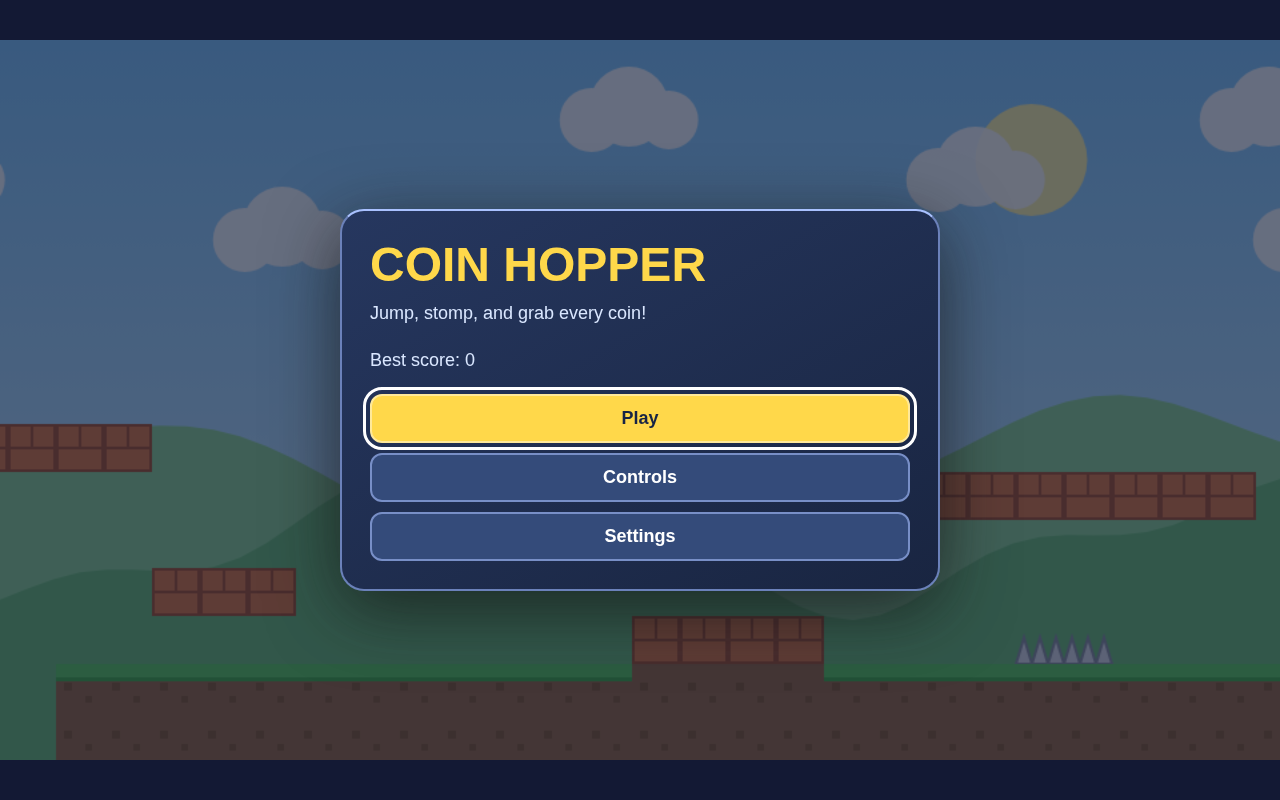 COIN HOPPER
Jump, stomp, and grab every coin!
Best score: 0
Play
Controls
Settings